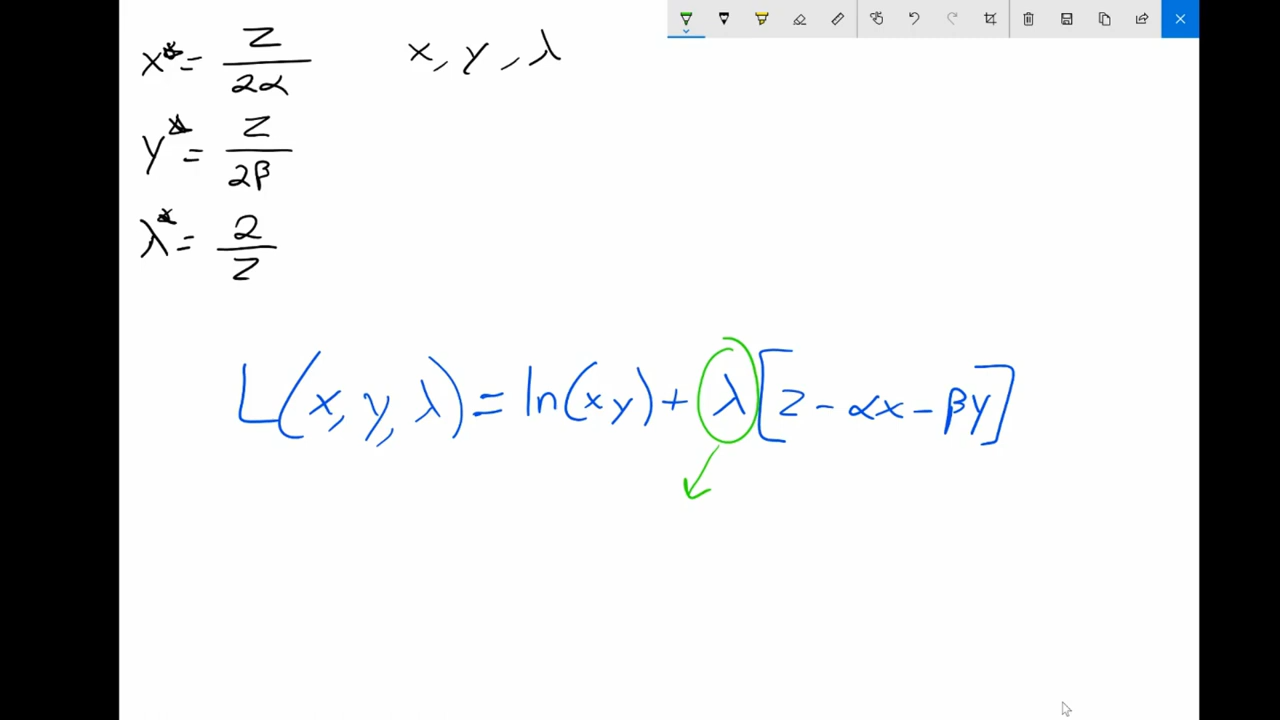 x* = Z / 2α
x, y, λ
y* = Z / 2β
λ* = 2 / Z
L(x, y, λ) = ln(xy) + λ[Z - αx - βy]